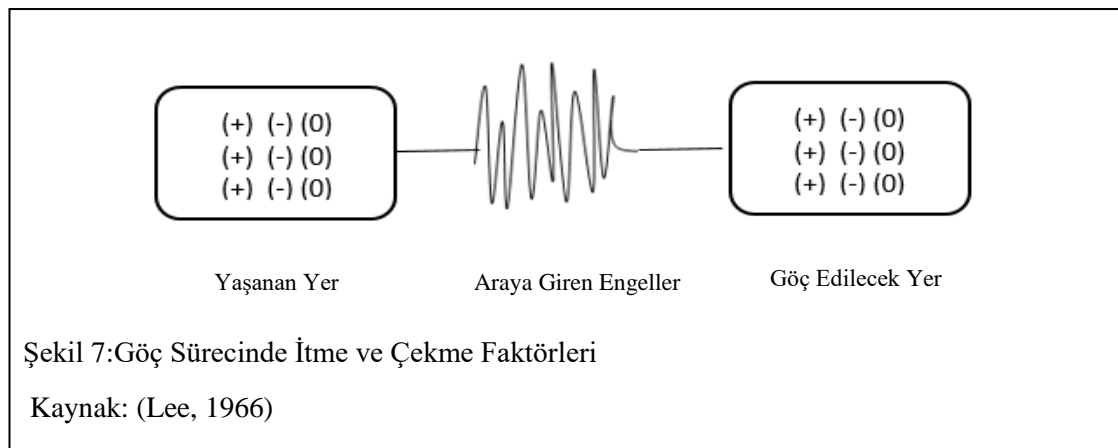 (+) (-) (0)
(+) (-) (0)
(+) (-) (0)
(+) (-) (0)
(+) (-) (0)
(+) (-) (0)
Yaşanan Yer
Araya Giren Engeller
Göç Edilecek Yer
Şekil 7:Göç Sürecinde İtme ve Çekme Faktörleri
Kaynak: (Lee, 1966)